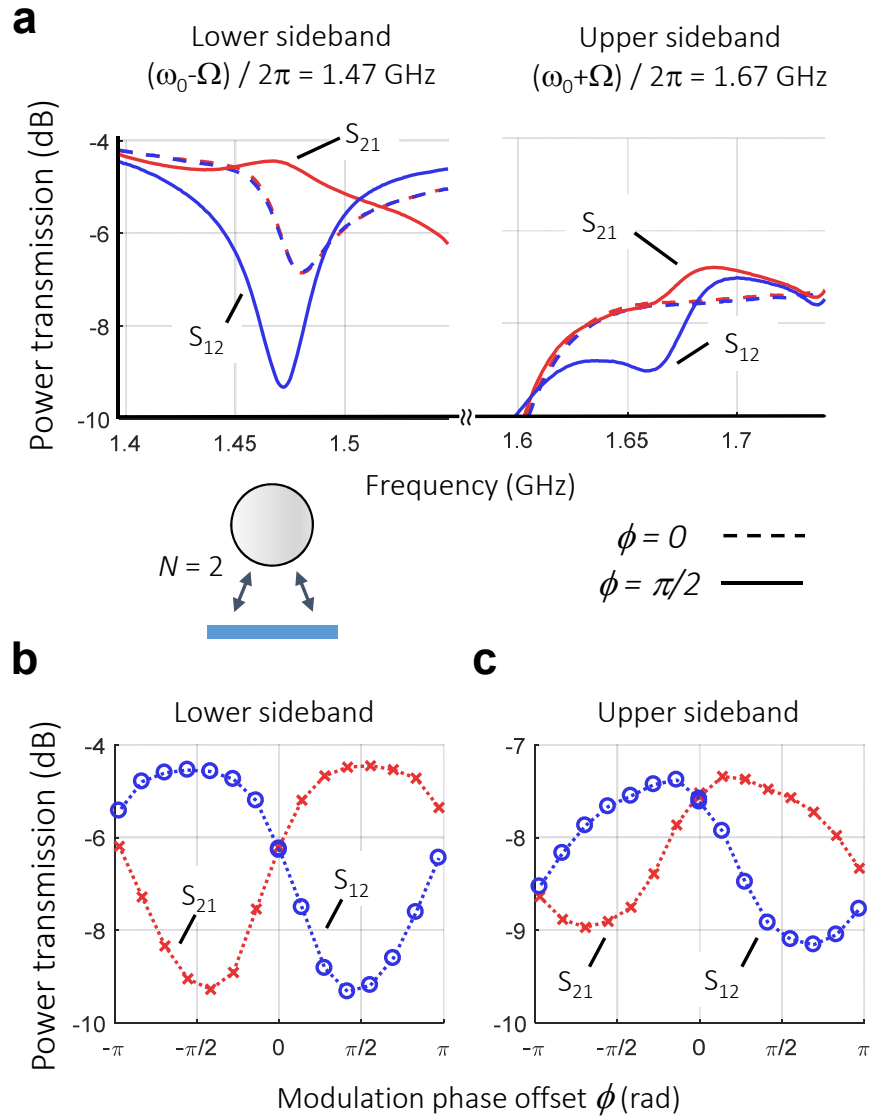 a
Lower sideband
(ω₀-Ω) / 2π = 1.47 GHz
Upper sideband
(ω₀+Ω) / 2π = 1.67 GHz
Power transmission (dB)
-4
-6
-8
-10
S₂₁
S₁₂
S₂₁
S₁₂
1.4
1.45
1.5
≈
1.6
1.65
1.7
Frequency (GHz)
N = 2
ϕ = 0
ϕ = π/2
b
Lower sideband
Power transmission (dB)
-4
-6
-8
-10
S₂₁
S₁₂
-π
-π/2
0
π/2
π
c
Upper sideband
-7
-8
-9
-10
S₂₁
S₁₂
-π
-π/2
0
π/2
π
Modulation phase offset ϕ (rad)